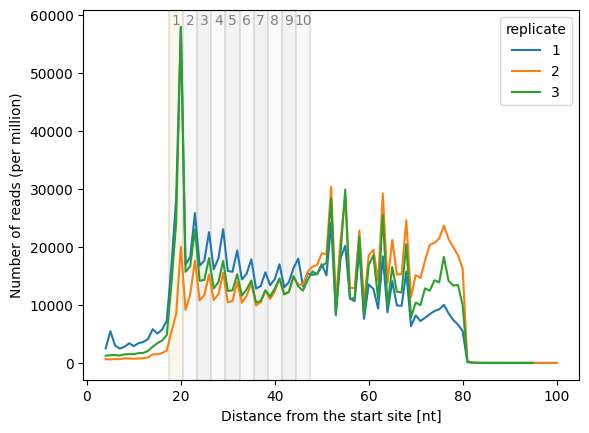 60000
50000
40000
30000
20000
10000
0
Number of reads (per million)
1 2 3 4 5 6 7 8 9 10
replicate
1
2
3
0 20 40 60 80 100
Distance from the start site [nt]